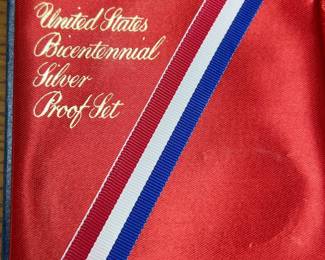 United States
Bicentennial
Silver
Proof Set